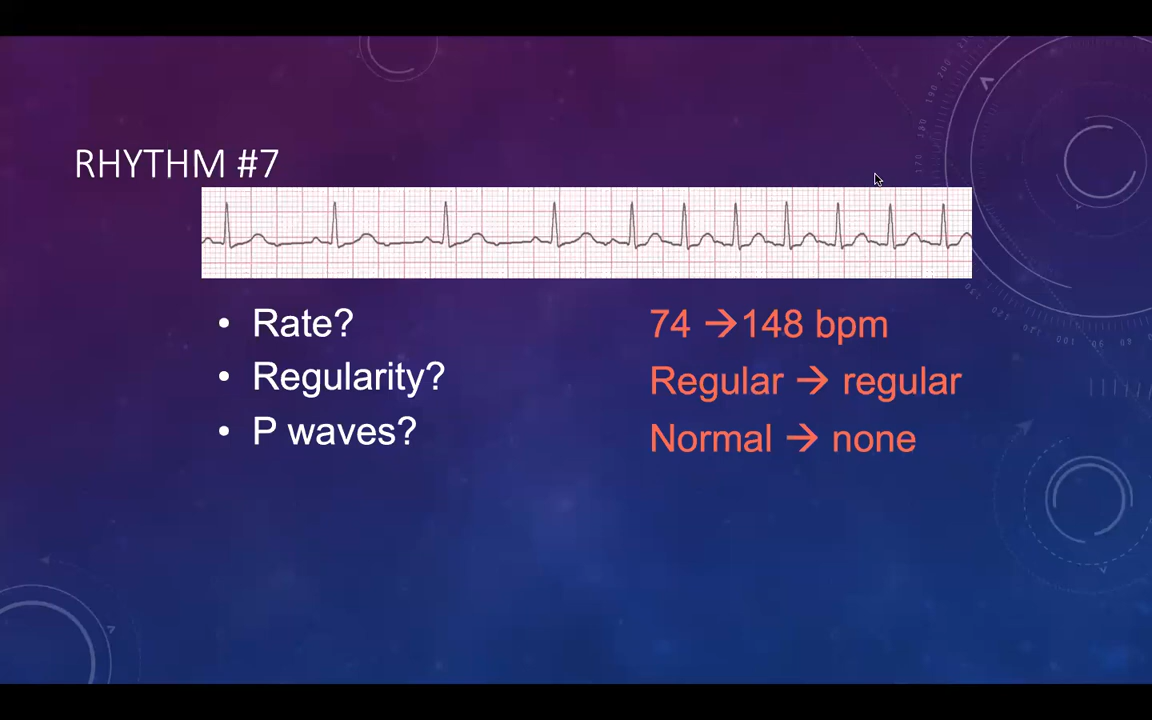 RHYTHM #7
• Rate? 74 →148 bpm
• Regularity? Regular → regular
• P waves? Normal → none